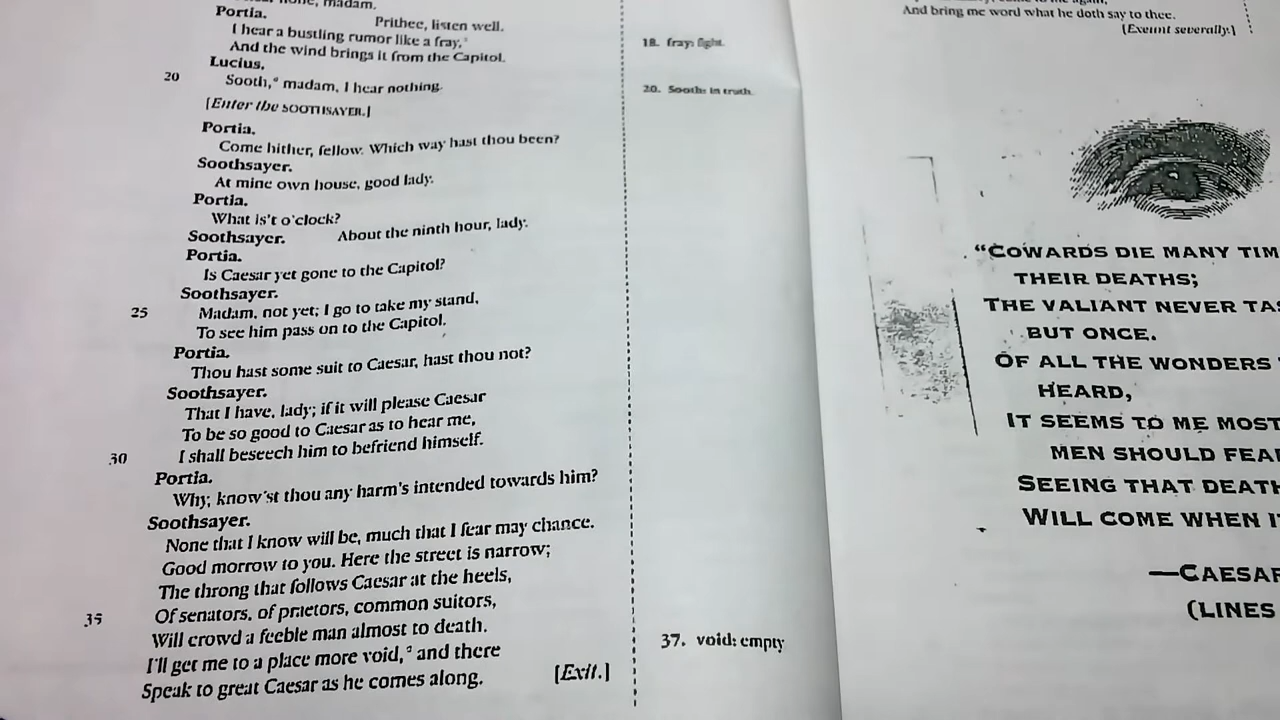 madam.
Portia.
Prithee, listen well.
I hear a bustling rumor like a fray,°
And the wind brings it from the Capitol.
Lucius.
20 Sooth,° madam, I hear nothing.
[Enter the SOOTHSAYER.]
Portia.
Come hither, fellow. Which way hast thou been?
Soothsayer.
At mine own house, good lady.
Portia.
What is't o'clock?
Soothsayer. About the ninth hour, lady.
Portia.
Is Caesar yet gone to the Capitol?
Soothsayer.
25 Madam, not yet; I go to take my stand,
To see him pass on to the Capitol.
Portia.
Thou hast some suit to Caesar, hast thou not?
Soothsayer.
That I have, lady; if it will please Caesar
To be so good to Caesar as to hear me,
30 I shall beseech him to befriend himself.
Portia.
Why, know'st thou any harm's intended towards him?
Soothsayer.
None that I know will be, much that I fear may chance.
Good morrow to you. Here the street is narrow;
The throng that follows Caesar at the heels,
35 Of senators, of praetors, common suitors,
Will crowd a feeble man almost to death.
I'll get me to a place more void,° and there
Speak to great Caesar as he comes along. [Exit.]
18. fray: fight.
20. Sooth: in truth.
37. void: empty
And bring me word what he doth say to thee.
[Exeunt severally.]
"COWARDS DIE MANY TIM
THEIR DEATHS;
THE VALIANT NEVER TAS
BUT ONCE.
OF ALL THE WONDERS
HEARD,
IT SEEMS TO ME MOST
MEN SHOULD FEAR
SEEING THAT DEATH
WILL COME WHEN IT
—CAESAR
(LINES